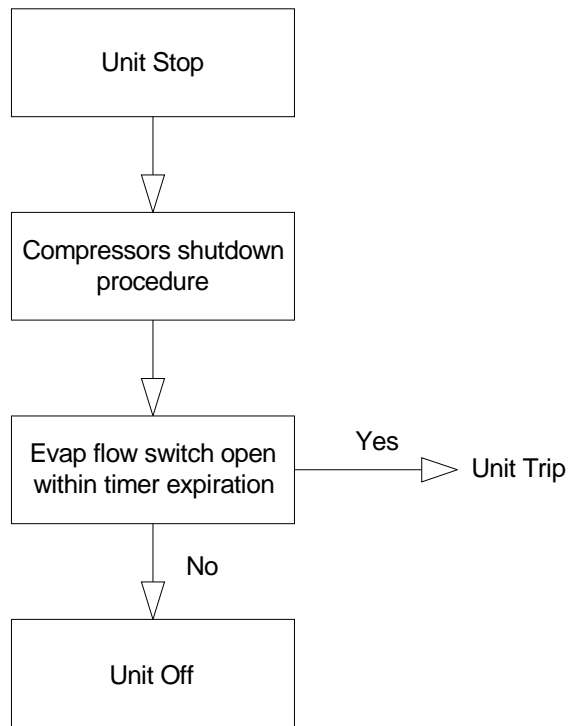 Unit Stop
Compressors shutdown
procedure
Evap flow switch open
within timer expiration
Yes
Unit Trip
No
Unit Off